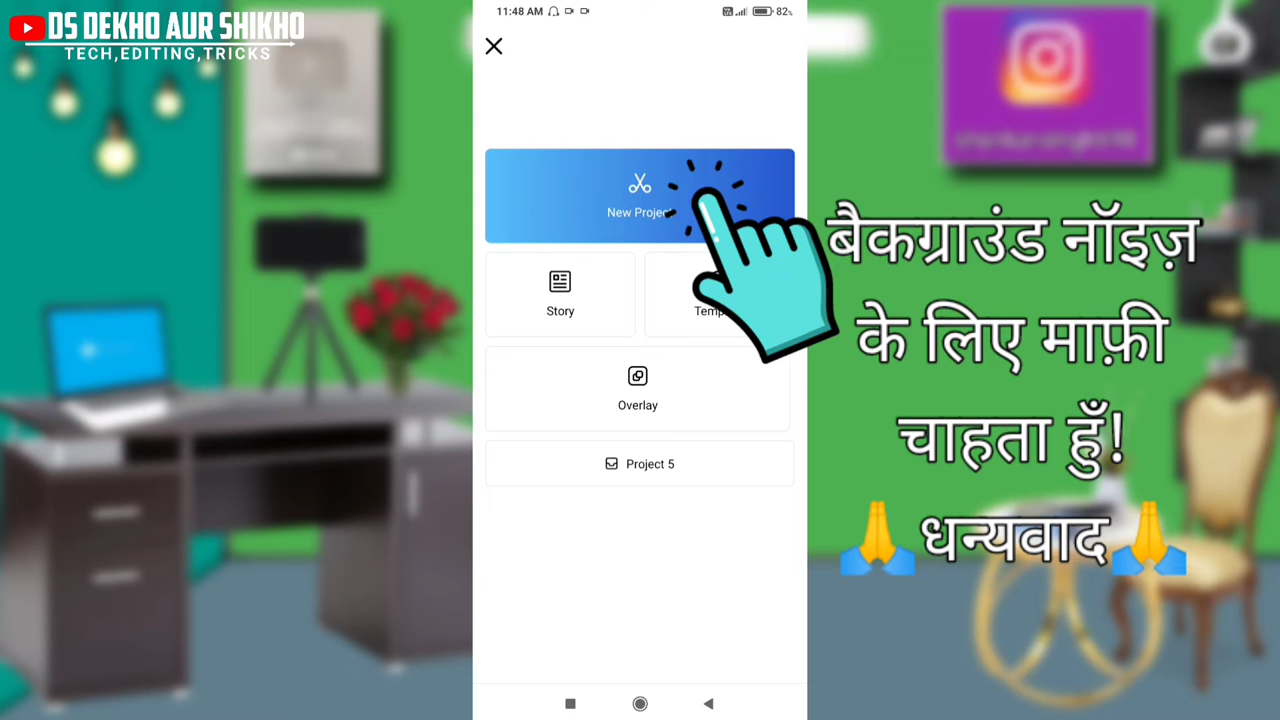 DS DEKHO AUR SHIKHO
TECH,EDITING,TRICKS
11:48 AM
82%
New Project
Story
Temp
Overlay
Project 5
बैकग्राउंड नॉइज़
के लिए माफ़ी
चाहता हुँ!
🙏धन्यवाद🙏